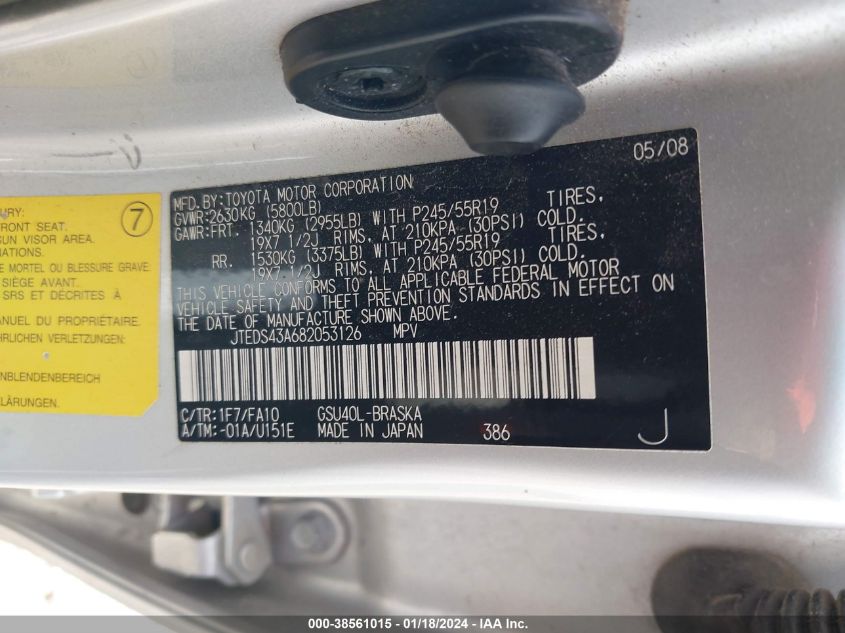 05/08
MFD.BY:TOYOTA MOTOR CORPORATION
GVWR:2630KG (5800LB)
GAWR:FRT. 1340KG (2955LB) WITH P245/55R19 TIRES,
19X7 1/2J RIMS, AT 210KPA (30PSI) COLD.
RR. 1530KG (3375LB) WITH P245/55R19 TIRES,
19X7 1/2J RIMS, AT 210KPA (30PSI) COLD.
THIS VEHICLE CONFORMS TO ALL APPLICABLE FEDERAL MOTOR
VEHICLE SAFETY AND THEFT PREVENTION STANDARDS IN EFFECT ON
THE DATE OF MANUFACTURE SHOWN ABOVE.
JTEDS43A682053126 MPV
C/TR:1F7/FA10 GSU40L-BRASKA
A/TM:-01A/U151E MADE IN JAPAN 386 J
URY:
7
FRONT SEAT.
SUN VISOR AREA.
NATIONS.
E MORTEL OU BLESSURE GRAVE
SIÈGE AVANT.
SRS ET DÉCRITES À
ANUEL DU PROPRIÉTAIRE.
HRLICHEN VERLETZUNGEN
NBLENDENBEREICH
LÄRUNGEN.
000-38561015 - 01/18/2024 - IAA Inc.